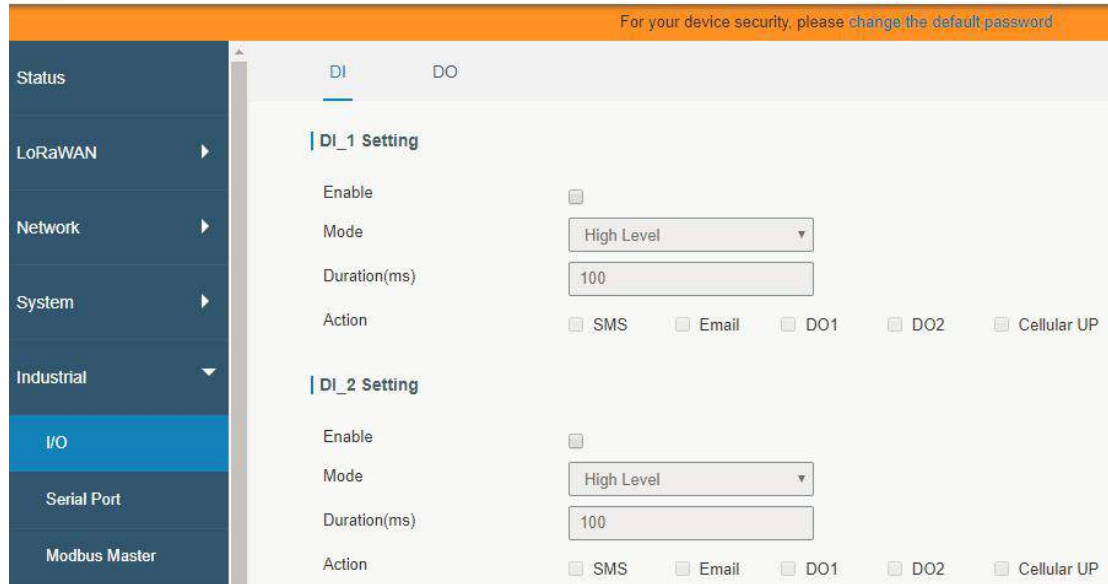 For your device security, please change the default password
Status
LoRaWAN
Network
System
Industrial
I/O
Serial Port
Modbus Master
DI DO
DI_1 Setting
Enable
Mode High Level
Duration(ms) 100
Action SMS Email DO1 DO2 Cellular UP
DI_2 Setting
Enable
Mode High Level
Duration(ms) 100
Action SMS Email DO1 DO2 Cellular UP